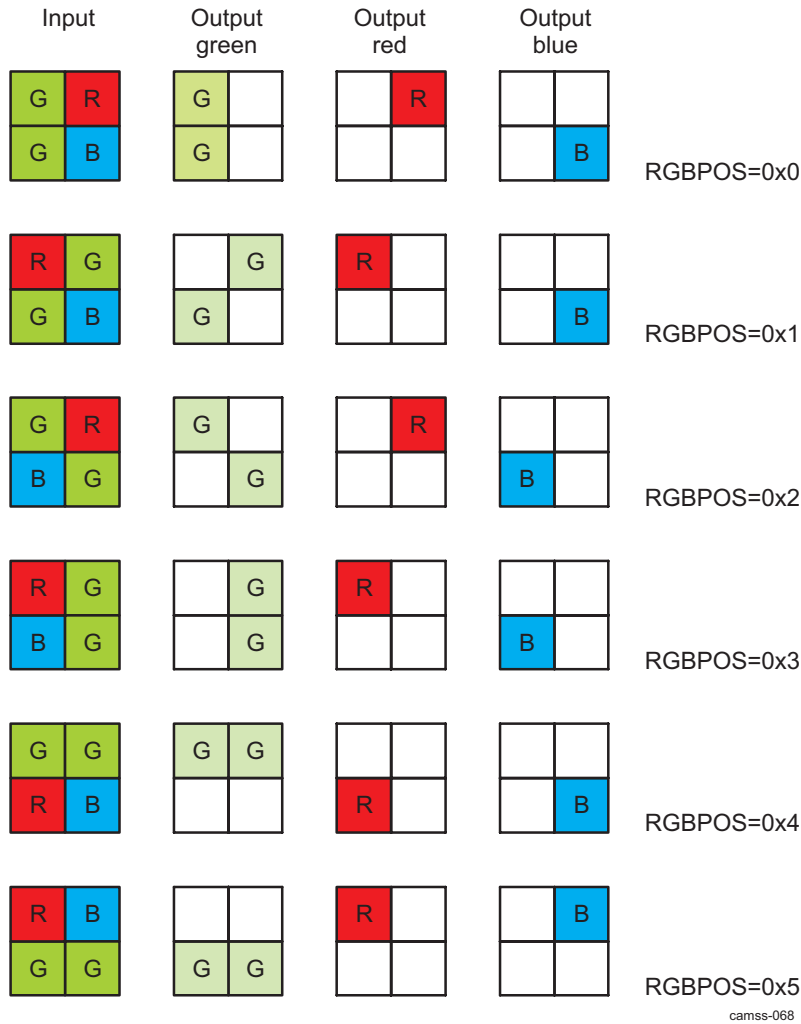 Input Output Output Output
green red blue
G R G R
G B G B
RGBPOS=0x0
R G G R
G B G B
RGBPOS=0x1
G R G R
B G G B
RGBPOS=0x2
R G G R
B G G B
RGBPOS=0x3
G G G G
R B R B
RGBPOS=0x4
R B R B
G G G G
RGBPOS=0x5
camss-068